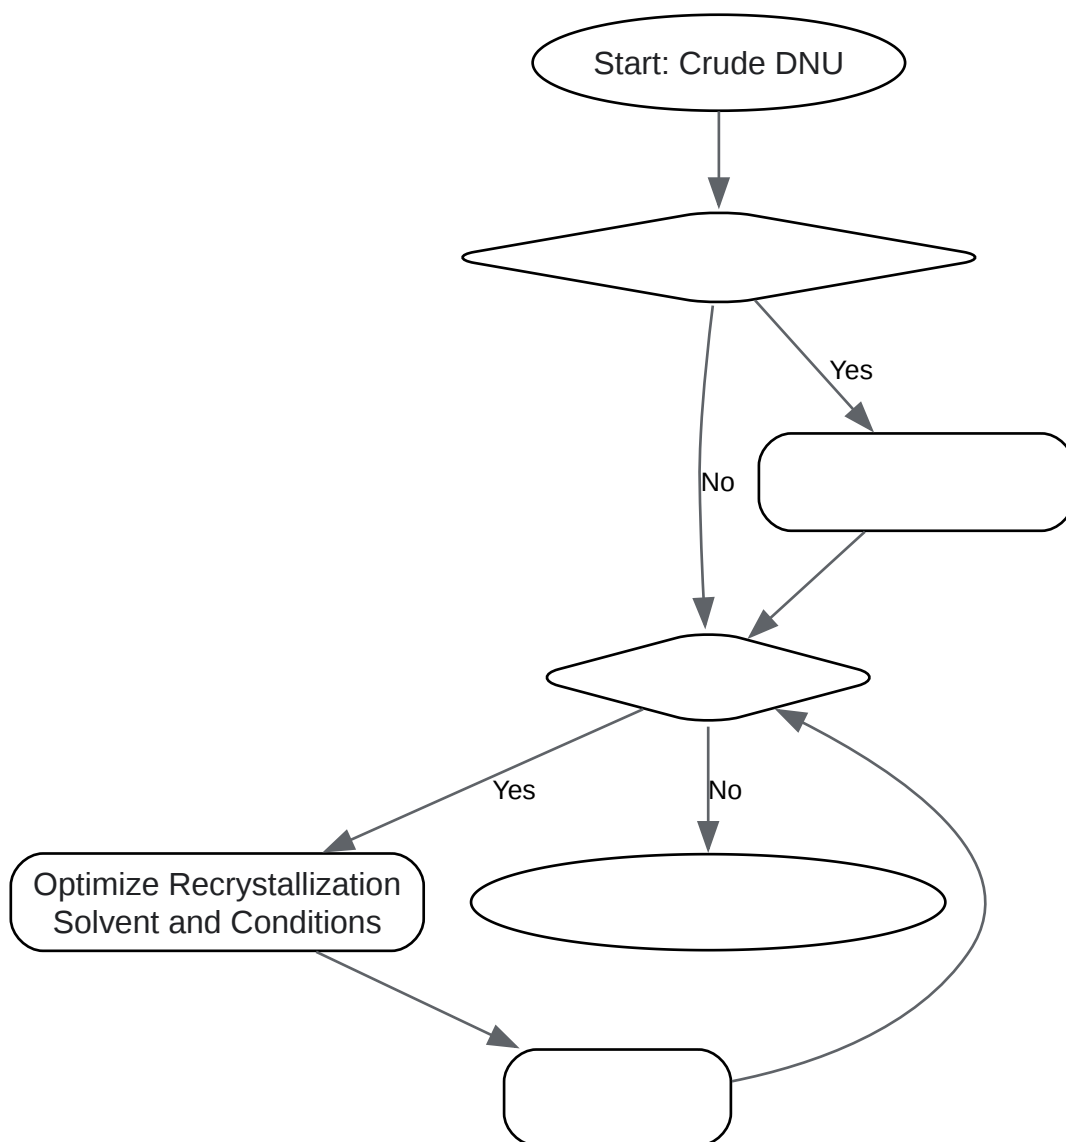 Start: Crude DNU
Yes
No
Yes
No
Optimize Recrystallization
Solvent and Conditions